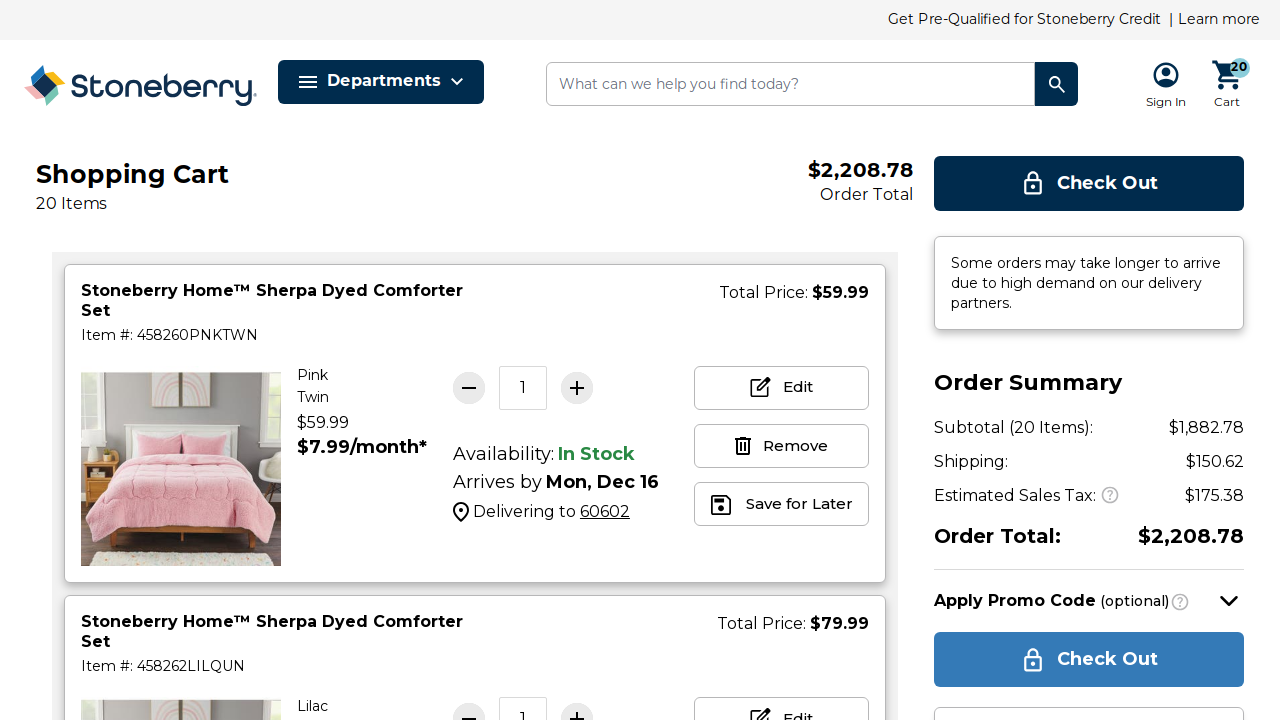 Get Pre-Qualified for Stoneberry Credit | Learn more
Stoneberry®
Departments
What can we help you find today?
Sign In
20
Cart
Shopping Cart
20 Items
$2,208.78
Order Total
Check Out
Some orders may take longer to arrive
due to high demand on our delivery
partners.
Stoneberry Home™ Sherpa Dyed Comforter
Set
Item #: 458260PNKTWN
Total Price: $59.99
Pink
Twin
$59.99
$7.99/month*
1
Availability: In Stock
Arrives by Mon, Dec 16
Delivering to 60602
Edit
Remove
Save for Later
Stoneberry Home™ Sherpa Dyed Comforter
Set
Item #: 458262LILQUN
Total Price: $79.99
Lilac
1
Edit
Order Summary
Subtotal (20 Items): $1,882.78
Shipping: $150.62
Estimated Sales Tax: $175.38
Order Total: $2,208.78
Apply Promo Code (optional)
Check Out